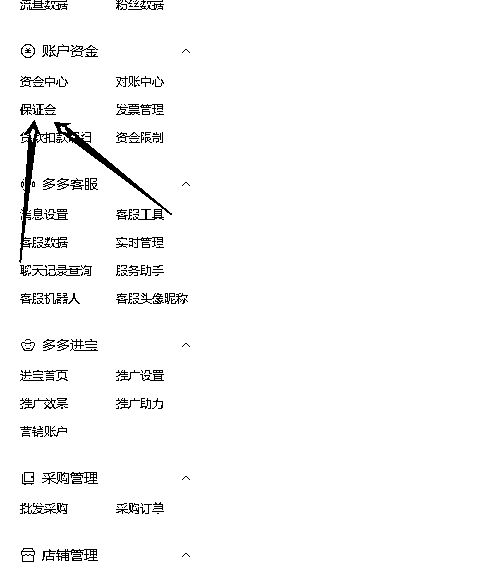 流量数据 粉丝数据
账户资金
资金中心 对账中心
保证金 发票管理
货款扣款明细 资金限制
多多客服
消息设置 客服工具
客服数据 实时管理
聊天记录查询 服务助手
客服机器人 客服头像昵称
多多进宝
进宝首页 推广设置
推广效果 推广助力
营销账户
采购管理
批发采购 采购订单
店铺管理